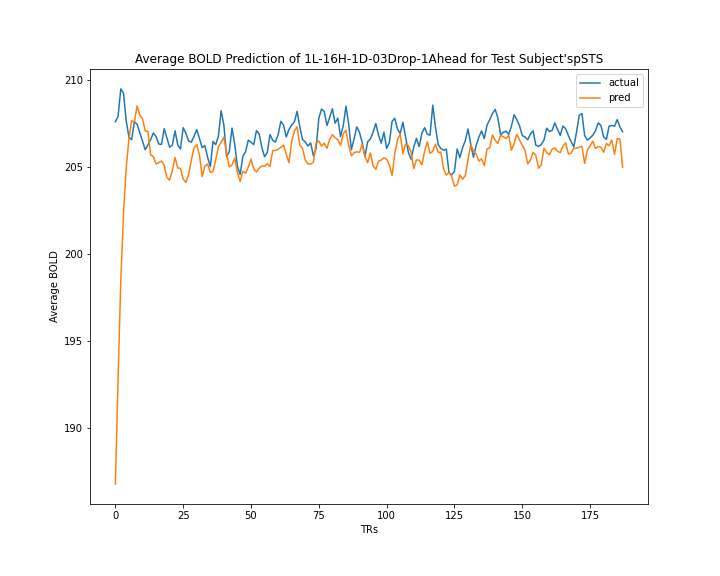 Average BOLD Prediction of 1L-16H-1D-03Drop-1Ahead for Test Subject'spSTS
actual
pred
210
205
200
195
190
Average BOLD
0 25 50 75 100 125 150 175
TRs